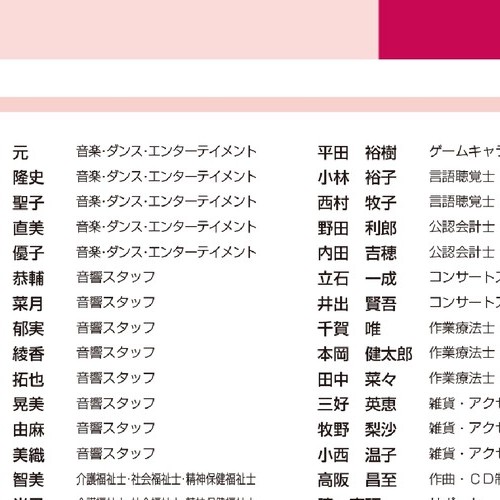 元 音楽・ダンス・エンターテイメント 平田 裕樹 ゲームキャラ
隆史 音楽・ダンス・エンターテイメント 小林 裕子 言語聴覚士
聖子 音楽・ダンス・エンターテイメント 西村 牧子 言語聴覚士
直美 音楽・ダンス・エンターテイメント 野田 利郎 公認会計士
優子 音楽・ダンス・エンターテイメント 内田 吉穂 公認会計士
恭輔 音響スタッフ 立石 一成 コンサートス
菜月 音響スタッフ 井出 賢吾 コンサートス
郁実 音響スタッフ 千賀 唯 作業療法士
綾香 音響スタッフ 本岡 健太郎 作業療法士
拓也 音響スタッフ 田中 菜々 作業療法士
晃美 音響スタッフ 三好 英恵 雑貨・アクセ
由麻 音響スタッフ 牧野 梨沙 雑貨・アクセ
美織 音響スタッフ 小西 温子 雑貨・アクセ
智美 介護福祉士・社会福祉士・精神保健福祉士 高阪 昌至 作曲・CD制